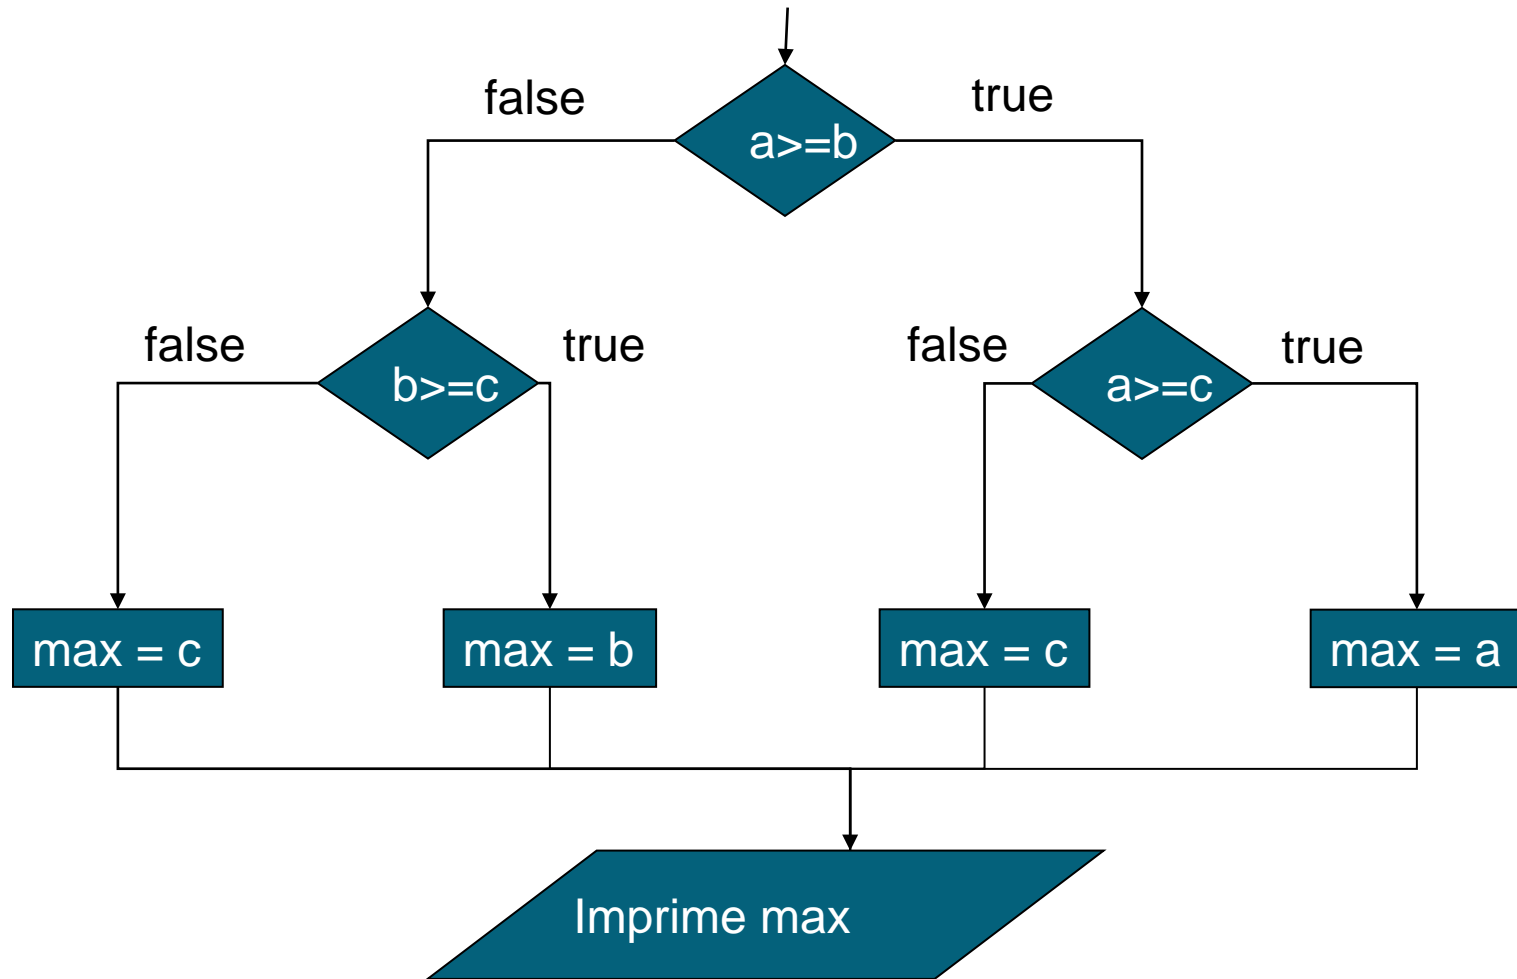 false
true
a>=b
false
true
false
true
b>=c
a>=c
max = c
max = b
max = c
max = a
Imprime max